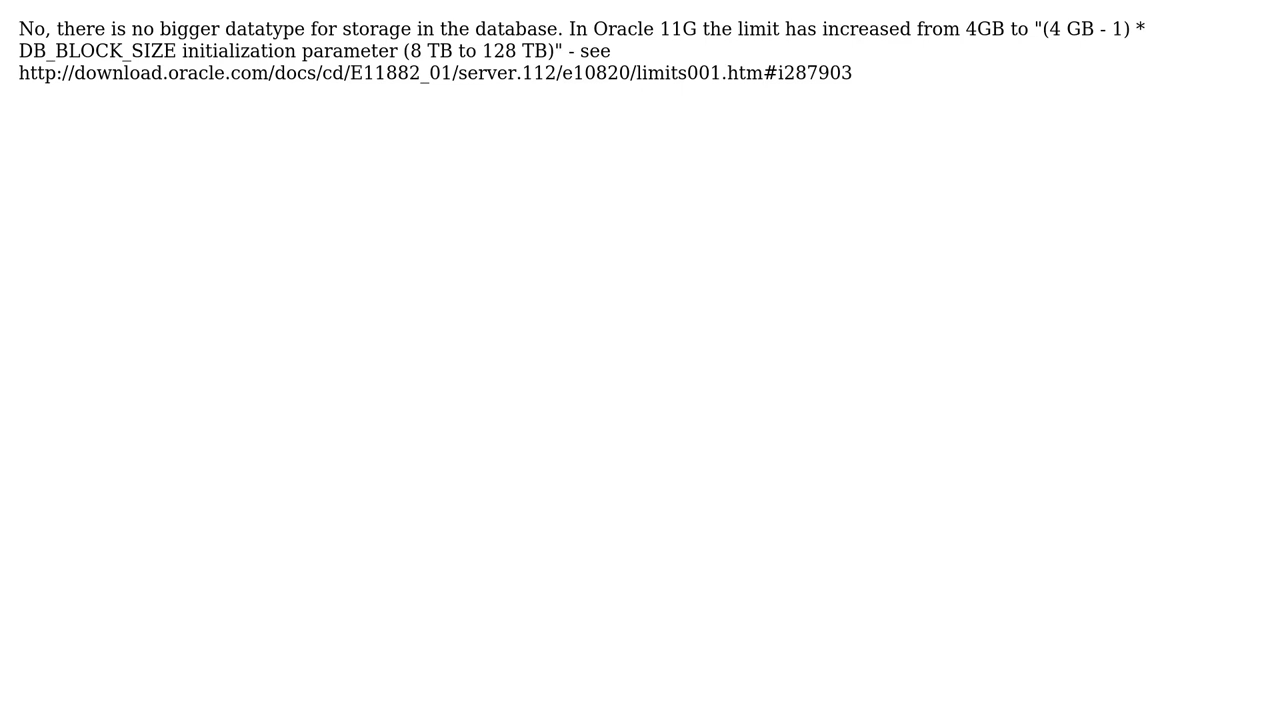 No, there is no bigger datatype for storage in the database. In Oracle 11G the limit has increased from 4GB to "(4 GB - 1) *
DB_BLOCK_SIZE initialization parameter (8 TB to 128 TB)" - see
http://download.oracle.com/docs/cd/E11882_01/server.112/e10820/limits001.htm#i287903